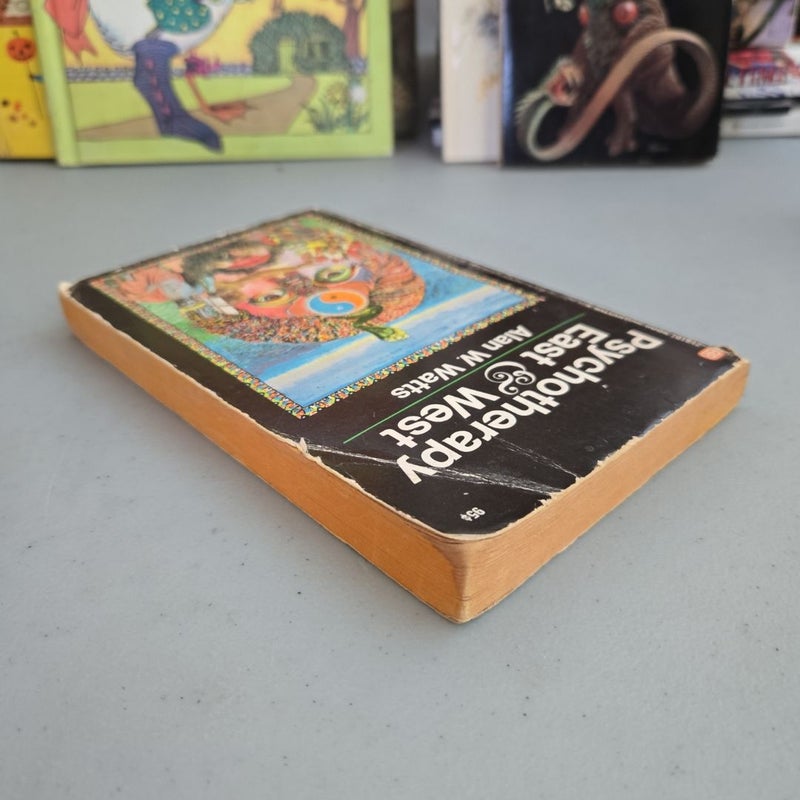 Psychotherapy
East & West
Alan W. Watts
95¢